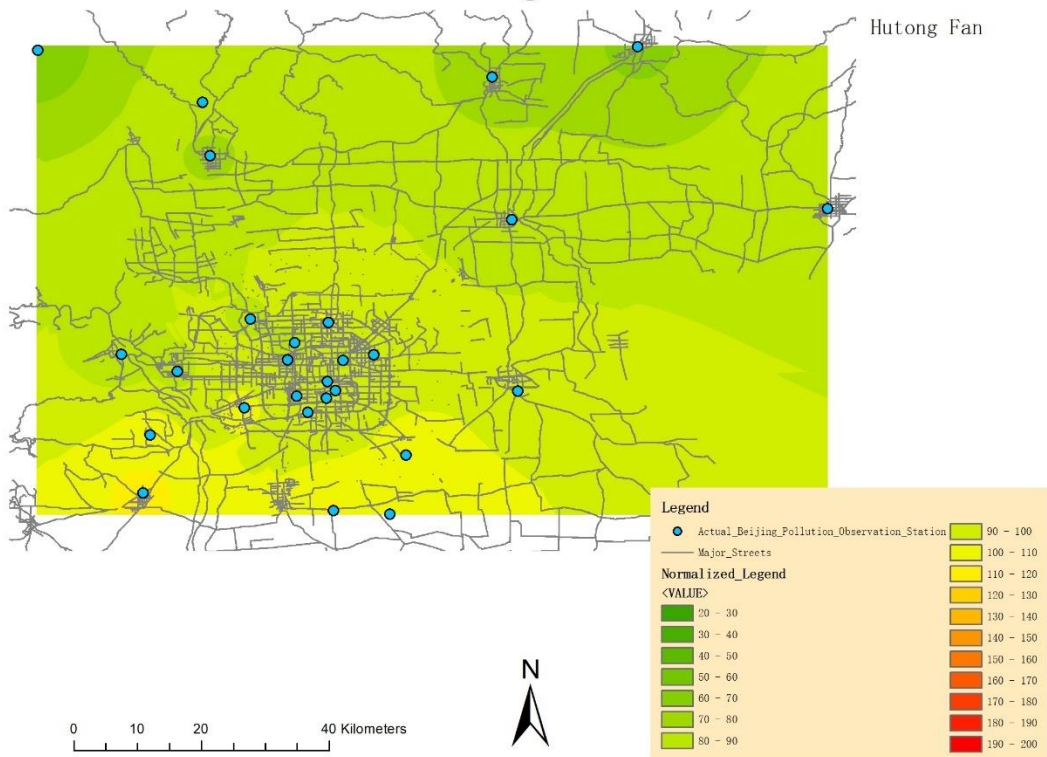 Hutong Fan
Legend
Actual_Beijing_Pollution_Observation_Station
Major_Streets
Normalized_Legend
<VALUE>
20 - 30
30 - 40
40 - 50
50 - 60
60 - 70
70 - 80
80 - 90
90 - 100
100 - 110
110 - 120
120 - 130
130 - 140
140 - 150
150 - 160
160 - 170
170 - 180
180 - 190
190 - 200
N
0 10 20 40 Kilometers